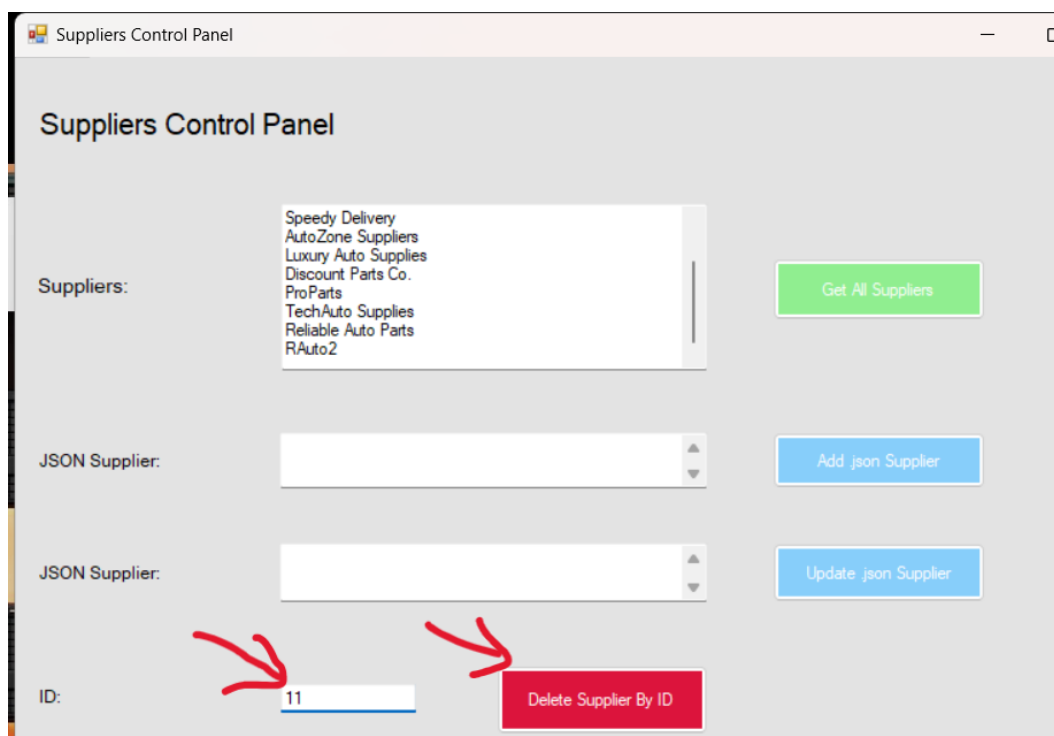 Suppliers Control Panel
Suppliers Control Panel
Suppliers:
Speedy Delivery
AutoZone Suppliers
Luxury Auto Supplies
Discount Parts Co.
ProParts
TechAuto Supplies
Reliable Auto Parts
RAuto2
Get All Suppliers
JSON Supplier:
Add .json Supplier
JSON Supplier:
Update .json Supplier
ID:
11
Delete Supplier By ID